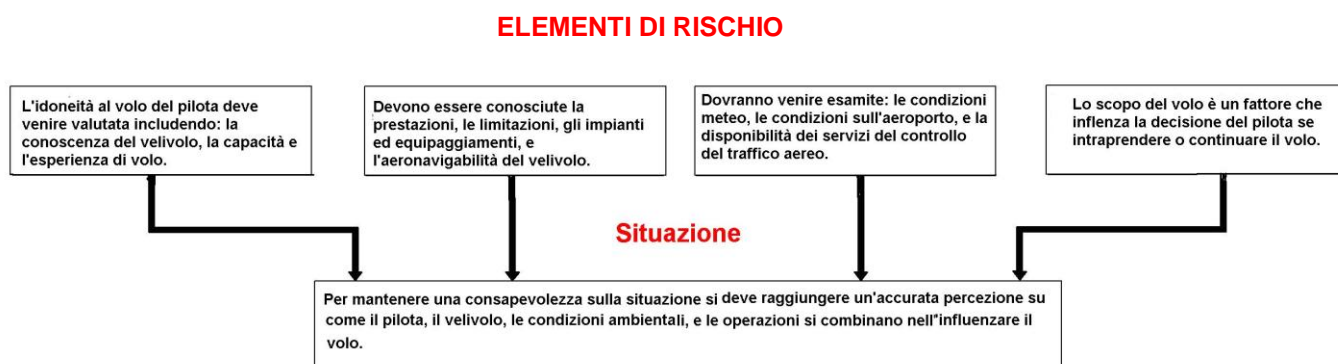 ELEMENTI DI RISCHIO
L'idoneità al volo del pilota deve
venire valutata includendo: la
conoscenza del velivolo, la capacità e
l'esperienza di volo.
Devono essere conosciute la
prestazioni, le limitazioni, gli impianti
ed equipaggiamenti, e
l'aeronavigabilità del velivolo.
Dovranno venire esamite: le condizioni
meteo, le condizioni sull'aeroporto, e la
disponibilità dei servizi del controllo
del traffico aereo.
Lo scopo del volo è un fattore che
inflenza la decisione del pilota se
intraprendere o continuare il volo.
Situazione
Per mantenere una consapevolezza sulla situazione si deve raggiungere un'accurata percezione su
come il pilota, il velivolo, le condizioni ambientali, e le operazioni si combinano nell"influenzare il
volo.